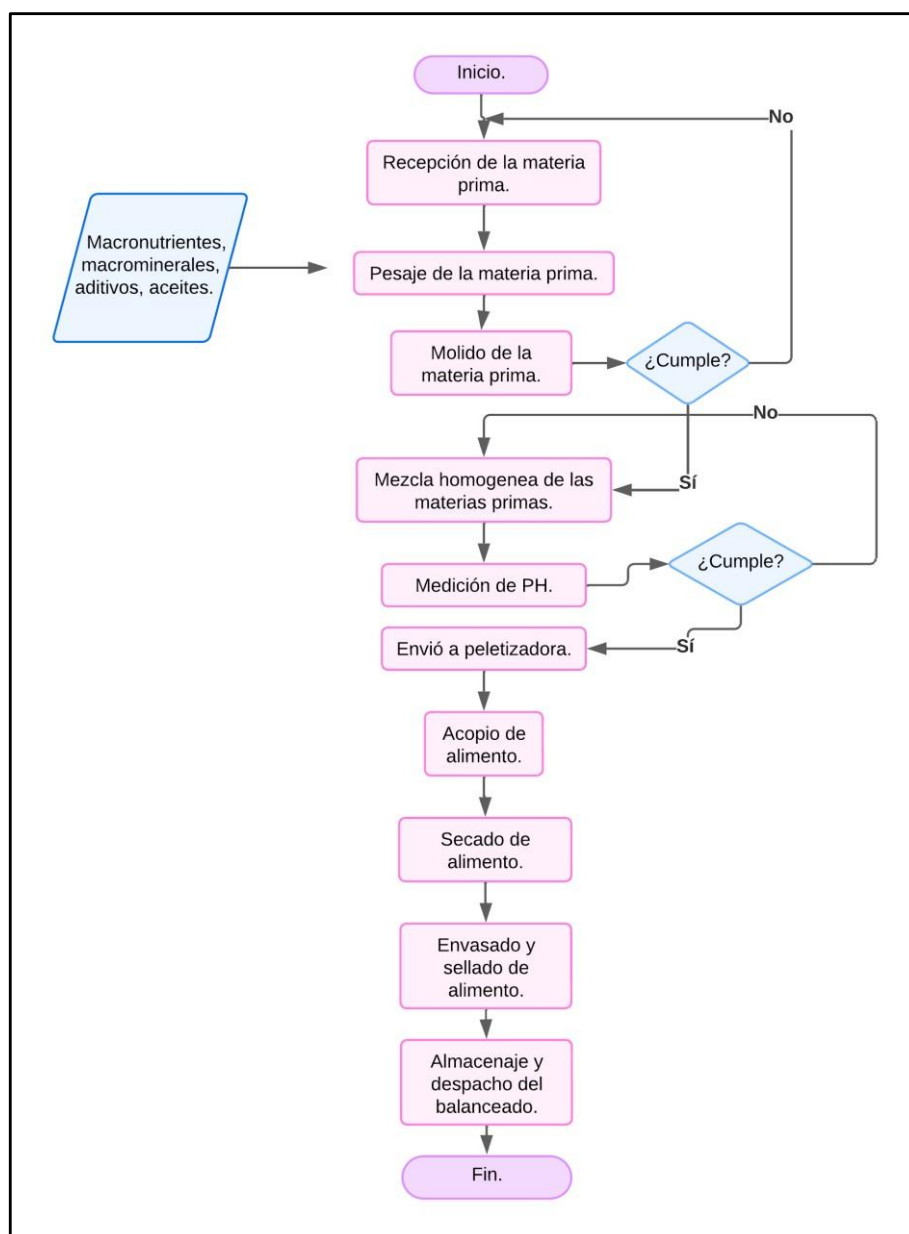 Inicio.
No
Recepción de la materia
prima.
Macronutrientes,
macrominerales,
aditivos, aceites.
Pesaje de la materia prima.
Molido de la
materia prima.
¿Cumple?
No
Sí
Mezcla homogenea de las
materias primas.
¿Cumple?
Medición de PH.
Sí
Envió a peletizadora.
Acopio de
alimento.
Secado de
alimento.
Envasado y
sellado de
alimento.
Almacenaje y
despacho del
balanceado.
Fin.